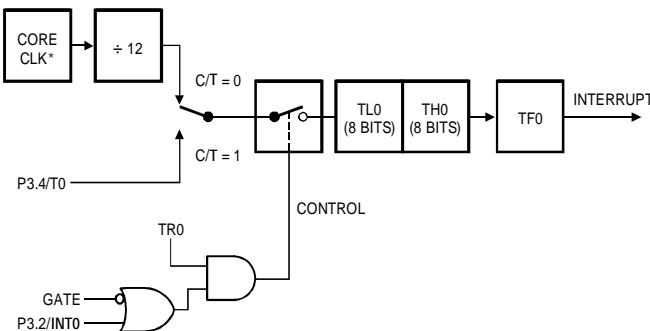 CORE
CLK*
÷ 12
C/T = 0
C/T = 1
P3.4/T0
TL0
(8 BITS)
TH0
(8 BITS)
TF0
INTERRUPT
CONTROL
TR0
GATE
P3.2/INT0